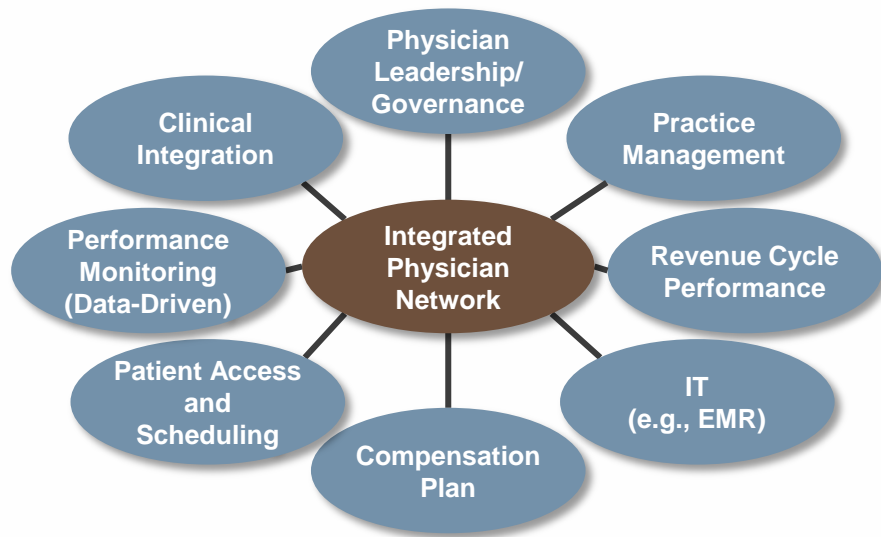 Physician
Leadership/
Governance
Clinical
Integration
Practice
Management
Performance
Monitoring
(Data-Driven)
Integrated
Physician
Network
Revenue Cycle
Performance
Patient Access
and
Scheduling
IT
(e.g., EMR)
Compensation
Plan